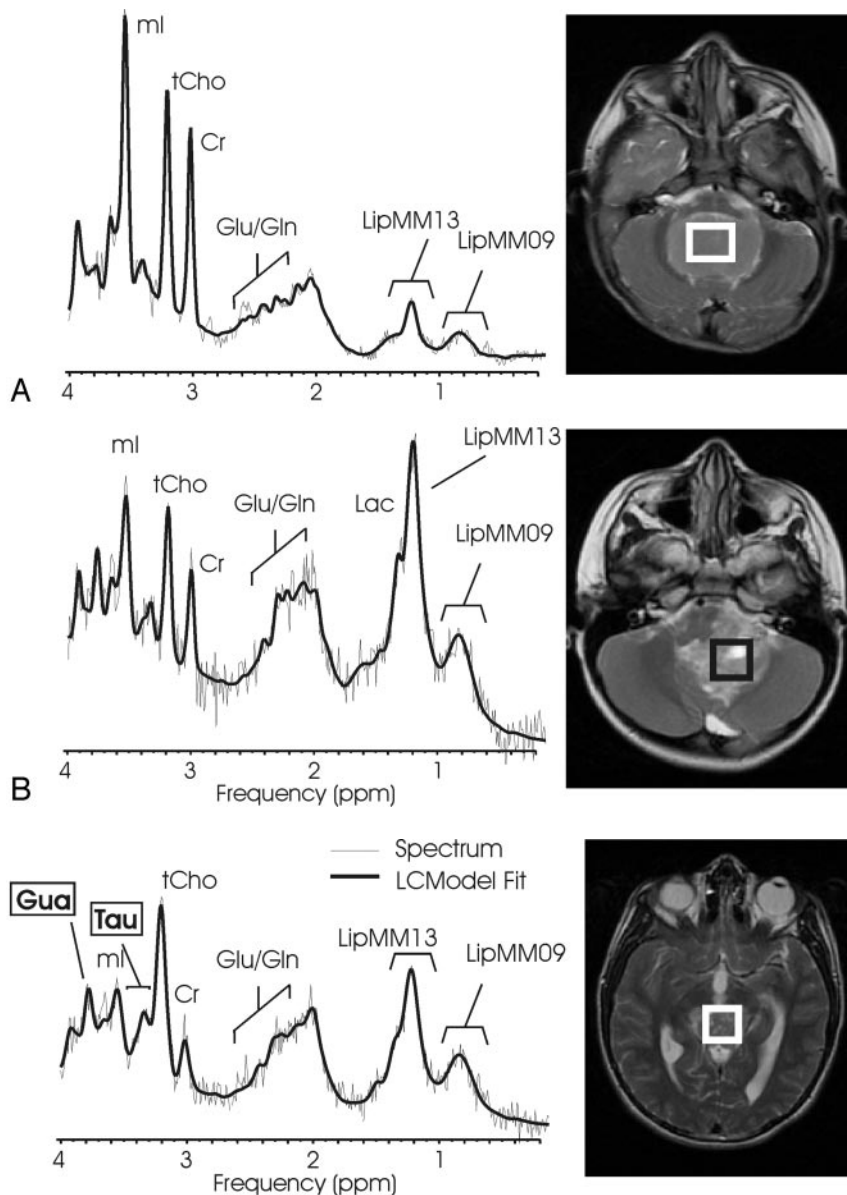 mI
tCho
Cr
Glu/Gln
LipMM13
LipMM09
4 3 2 1
A
mI
tCho
Cr
Glu/Gln
Lac
LipMM13
LipMM09
4 3 2 1
Frequency (ppm)
B
Gua
Tau
mI
tCho
Cr
Glu/Gln
Spectrum
LCModel Fit
LipMM13
LipMM09
4 3 2 1
Frequency (ppm)